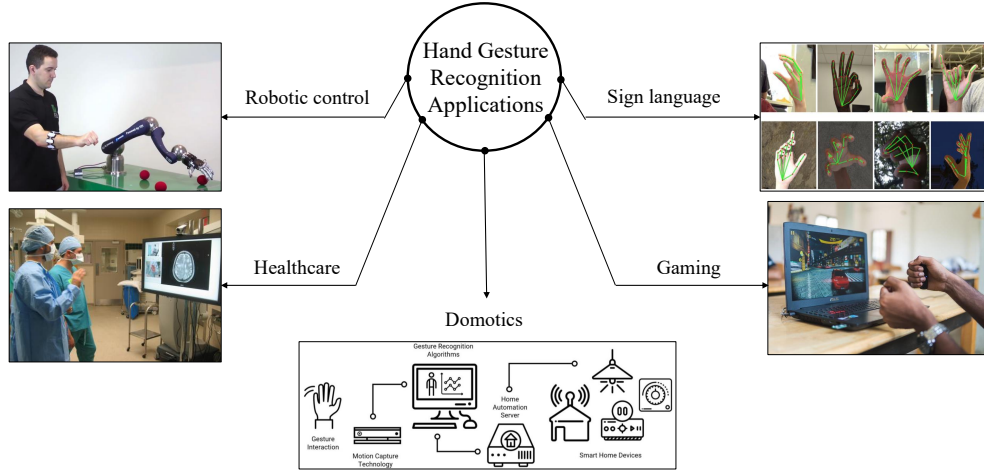 Hand Gesture
Recognition
Applications
Robotic control
Sign language
Healthcare
Gaming
Domotics
Gesture Recognition
Algorithms
Gesture
Interaction
Motion Capture
Technology
Home
Automation
Server
Smart Home Devices